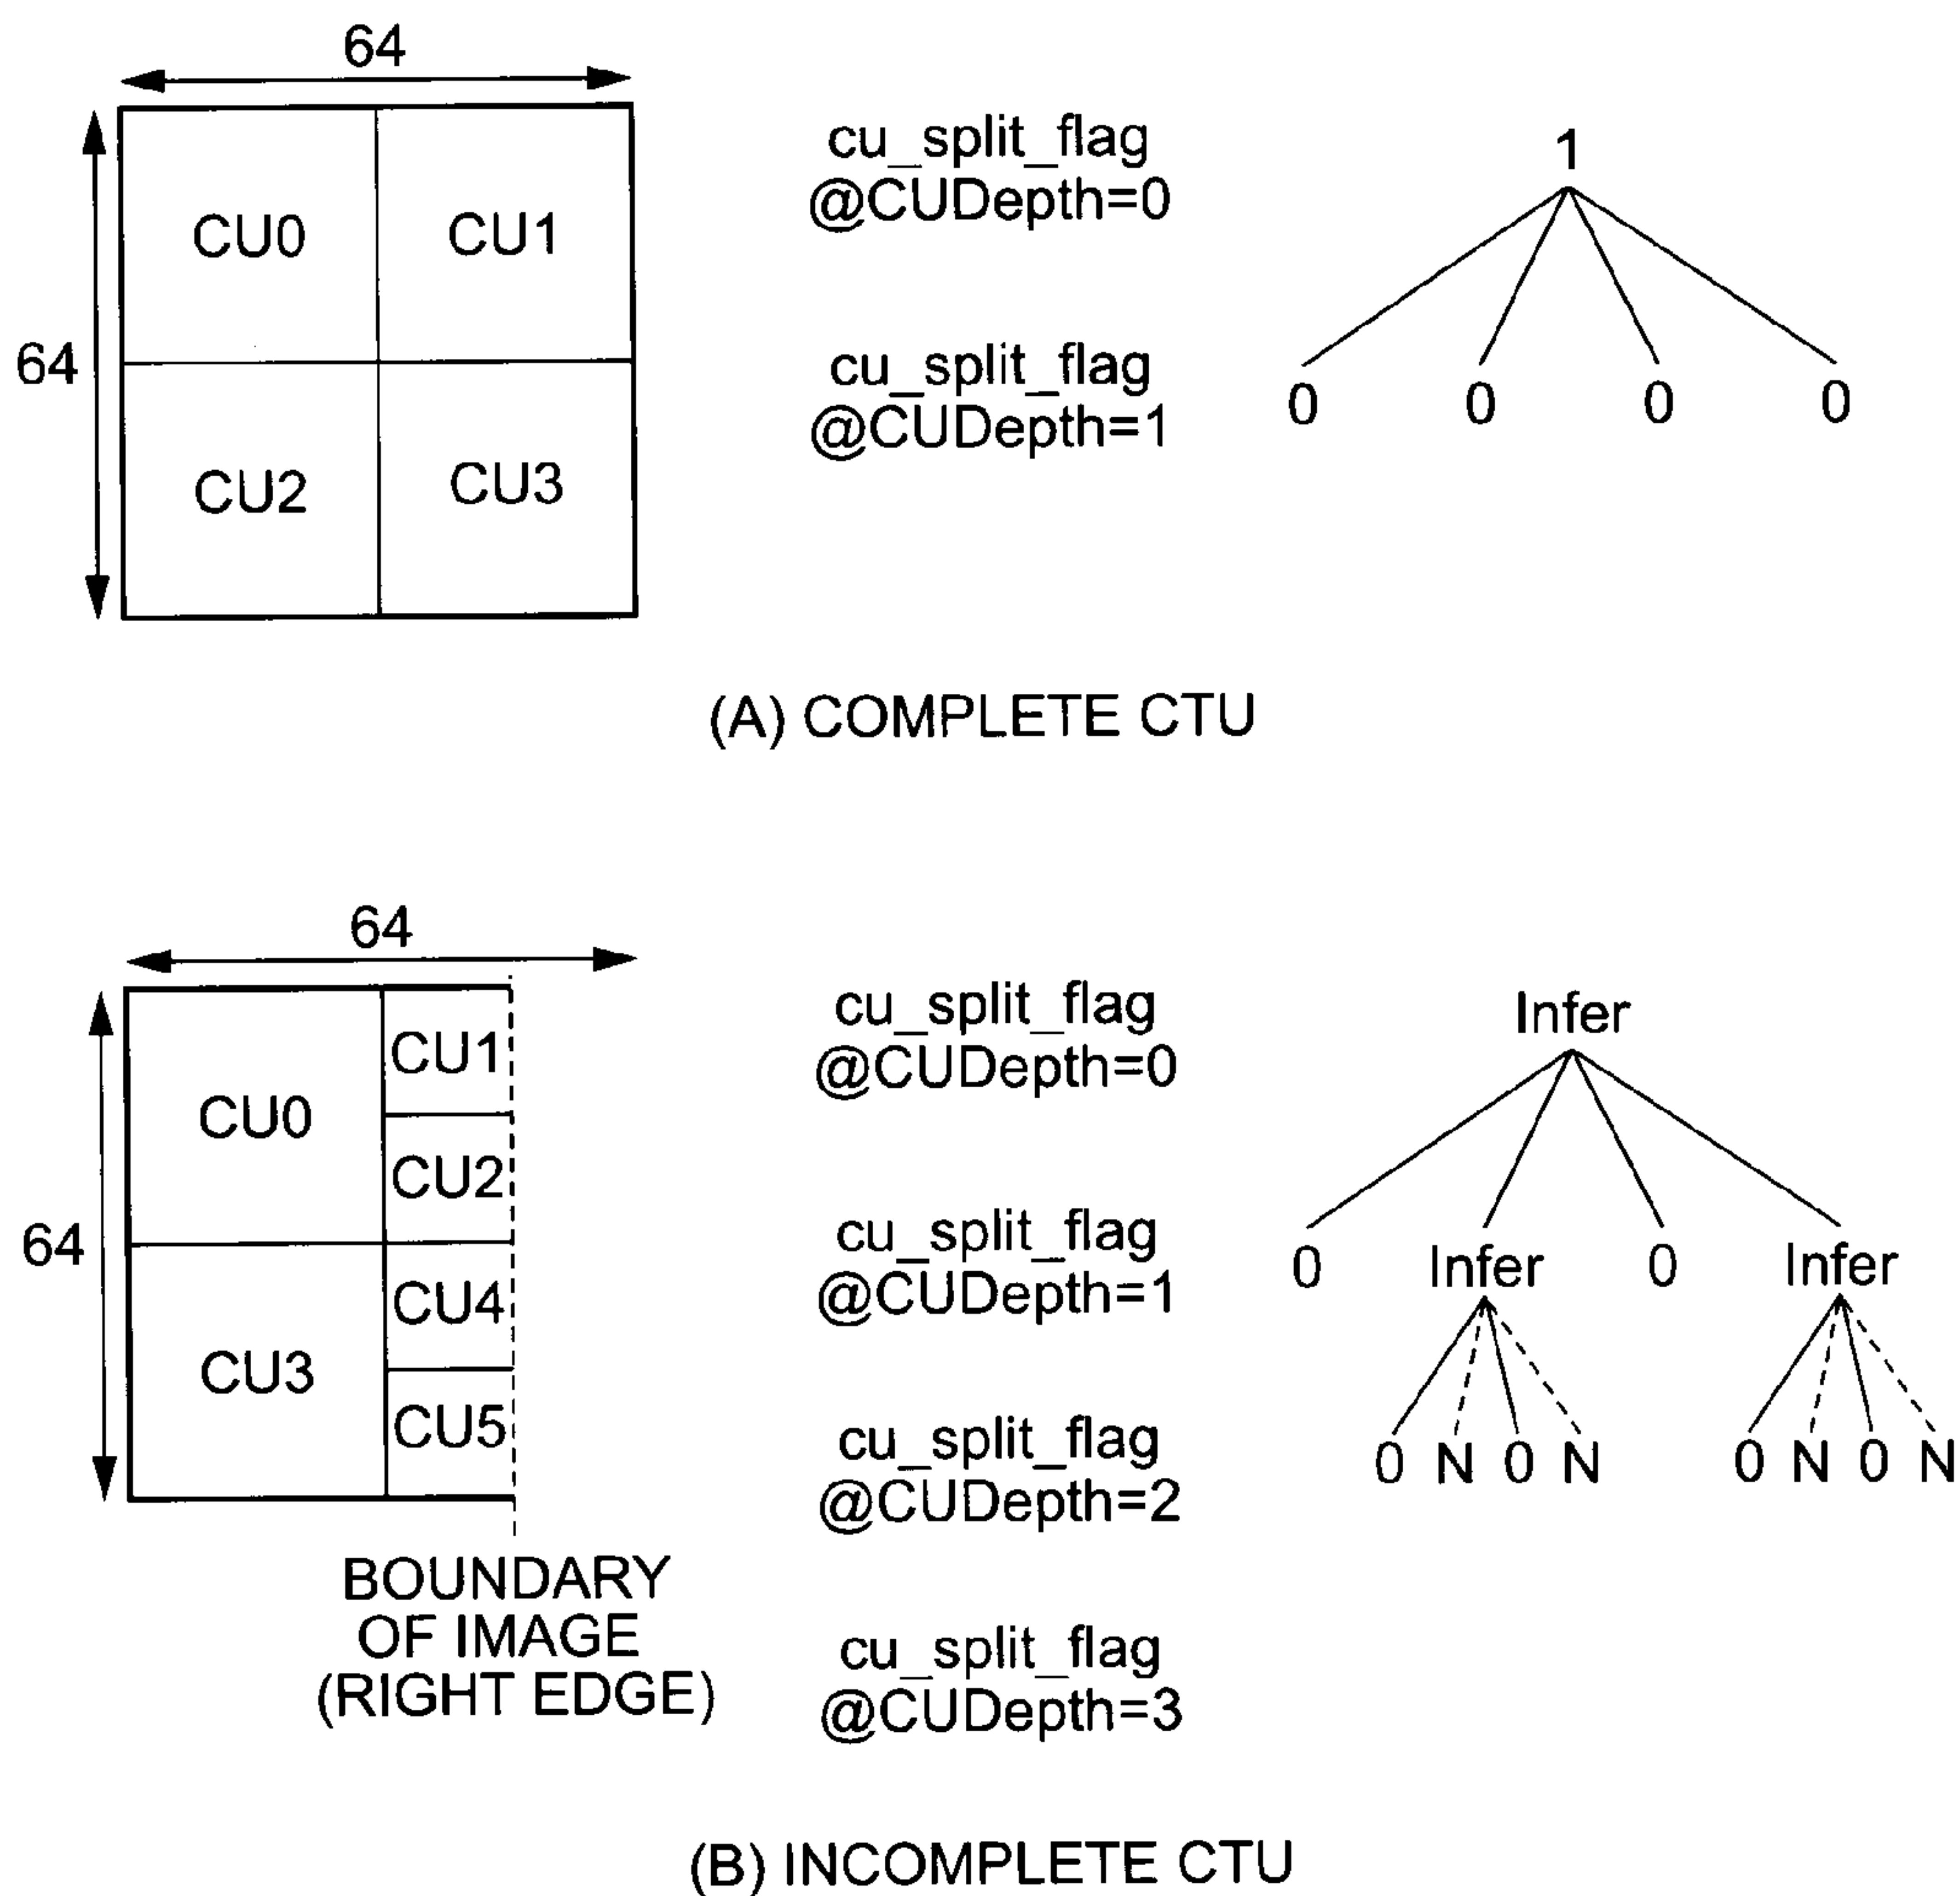 64
64
CU0 CU1
CU2 CU3
cu_split_flag
@CUDepth=0
1
cu_split_flag
@CUDepth=1
0 0 0 0
(A) COMPLETE CTU
64
64
CU0
CU1
CU2
CU3
CU4
CU5
BOUNDARY
OF IMAGE
(RIGHT EDGE)
cu_split_flag
@CUDepth=0
Infer
cu_split_flag
@CUDepth=1
0 Infer 0 Infer
cu_split_flag
@CUDepth=2
0 N 0 N 0 N 0 N
cu_split_flag
@CUDepth=3
(B) INCOMPLETE CTU